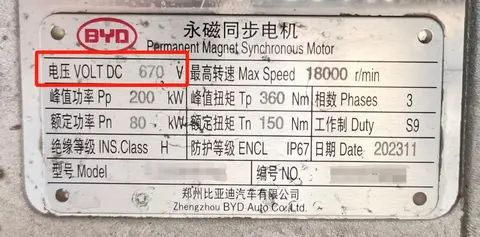 BYD 永磁同步电机
Permanent Magnet Synchronous Motor
电压 VOLT DC 670 V 最高转速 Max Speed 18000 r/min
峰值功率 Pp 200 kW 峰值扭矩 Tp 360 Nm 相数 Phases 3
额定功率 Pn 80 kW 额定扭矩 Tn 150 Nm 工作制 Duty S9
绝缘等级 INS.Class H 防护等级 ENCL IP67 日期 Date 202311
型号 Model 编号 No.
郑州比亚迪汽车有限公司
Zhengzhou BYD Auto Co.,Ltd.